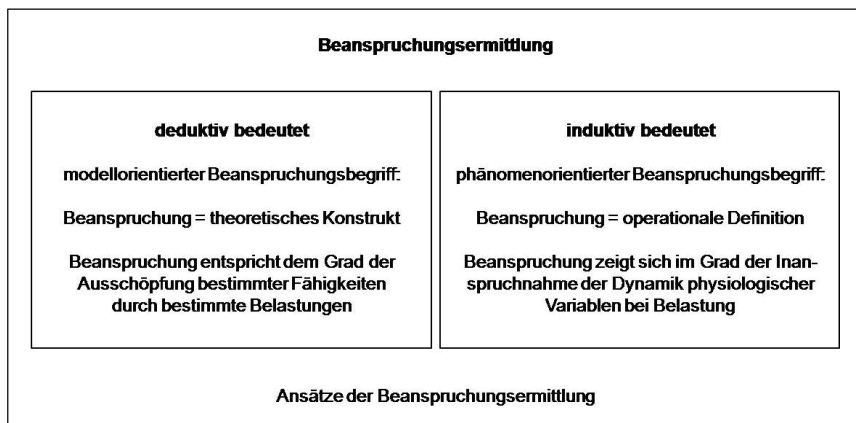 Beanspruchungsermittlung
deduktiv bedeutet
modellorientierter Beanspruchungsbegriff:
Beanspruchung = theoretisches Konstrukt
Beanspruchung entspricht dem Grad der
Ausschöpfung bestimmter Fähigkeiten
durch bestimmte Belastungen
induktiv bedeutet
phänomenorientierter Beanspruchungsbegriff:
Beanspruchung = operationale Definition
Beanspruchung zeigt sich im Grad der Inan-
spruchnahme der Dynamik physiologischer
Variablen bei Belastung
Ansätze der Beanspruchungsermittlung